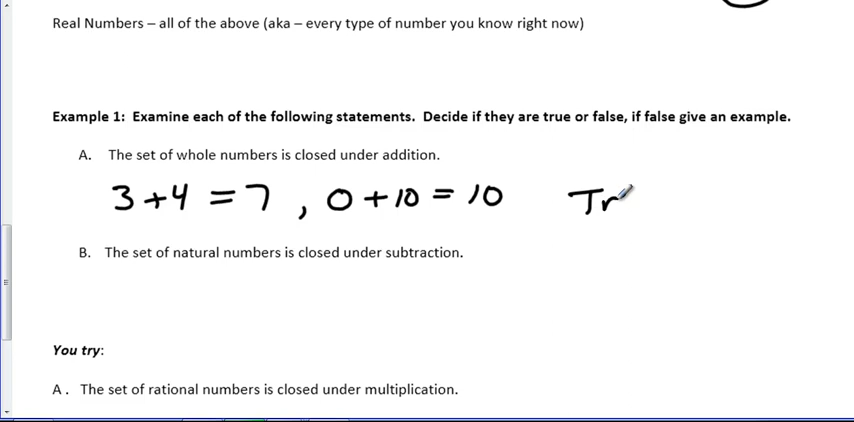 Real Numbers – all of the above (aka – every type of number you know right now)
Example 1: Examine each of the following statements. Decide if they are true or false, if false give an example.
A. The set of whole numbers is closed under addition.
3 + 4 = 7 , 0 + 10 = 10 Tr
B. The set of natural numbers is closed under subtraction.
You try:
A . The set of rational numbers is closed under multiplication.